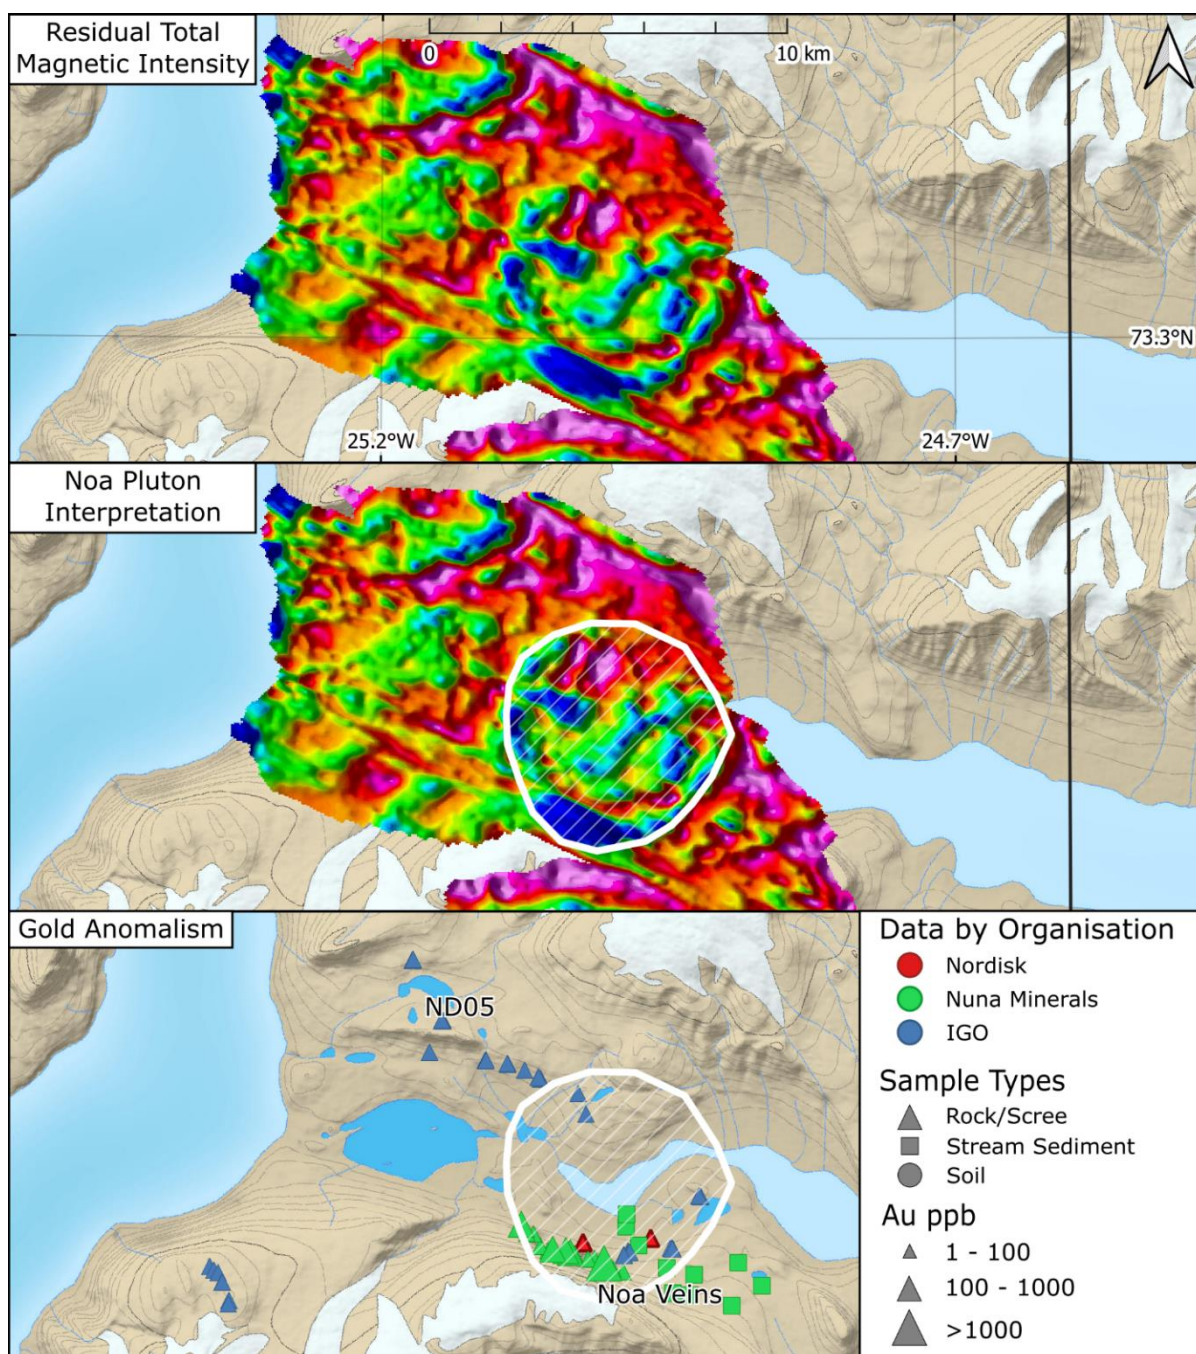 Residual Total
Magnetic Intensity
0
10 km
73.3°N
25.2°W
24.7°W
Noa Pluton
Interpretation
Gold Anomalism
ND05
Noa Veins
Data by Organisation
Nordisk
Nuna Minerals
IGO
Sample Types
Rock/Scree
Stream Sediment
Soil
Au ppb
1 - 100
100 - 1000
>1000